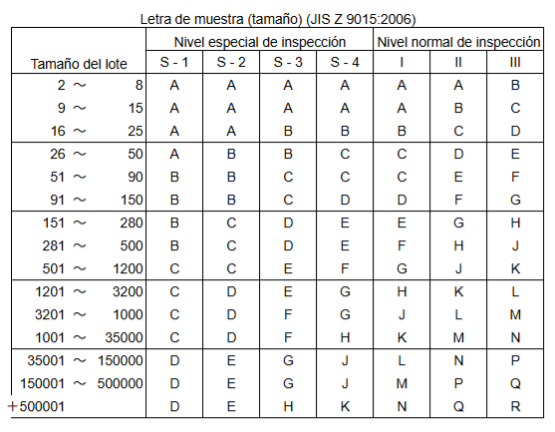 Letra de muestra (tamaño) (JIS Z 9015:2006)
Tamaño del lote Nivel especial de inspección Nivel normal de inspección
S - 1 S - 2 S - 3 S - 4 I II III
2 ～ 8 A A A A A A B
9 ～ 15 A A A A A B C
16 ～ 25 A A B B B C D
26 ～ 50 A B B C C D E
51 ～ 90 B B C C C E F
91 ～ 150 B B C D D F G
151 ～ 280 B C D E E G H
281 ～ 500 B C D E F H J
501 ～ 1200 C C E F G J K
1201 ～ 3200 C D E G H K L
3201 ～ 1000 C D F G J L M
1001 ～ 35000 C D F H K M N
35001 ～ 150000 D E G J L N P
150001 ～ 500000 D E G J M P Q
+500001 D E H K N Q R